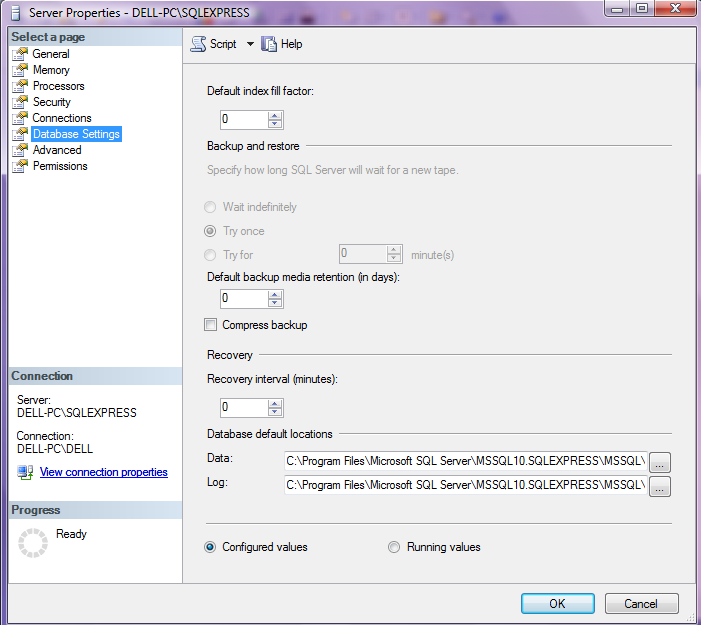 Server Properties - DELL-PC\SQLEXPRESS
Select a page
General
Memory
Processors
Security
Connections
Database Settings
Advanced
Permissions
Connection
Server:
DELL-PC\SQLEXPRESS
Connection:
DELL-PC\DELL
View connection properties
Progress
Ready
Script Help
Default index fill factor:
0
Backup and restore
Specify how long SQL Server will wait for a new tape.
Wait indefinitely
Try once
Try for 0 minute(s)
Default backup media retention (in days):
0
Compress backup
Recovery
Recovery interval (minutes):
0
Database default locations
Data: C:\Program Files\Microsoft SQL Server\MSSQL10.SQLEXPRESS\MSSQL\ ...
Log: C:\Program Files\Microsoft SQL Server\MSSQL10.SQLEXPRESS\MSSQL\ ...
Configured values Running values
OK Cancel